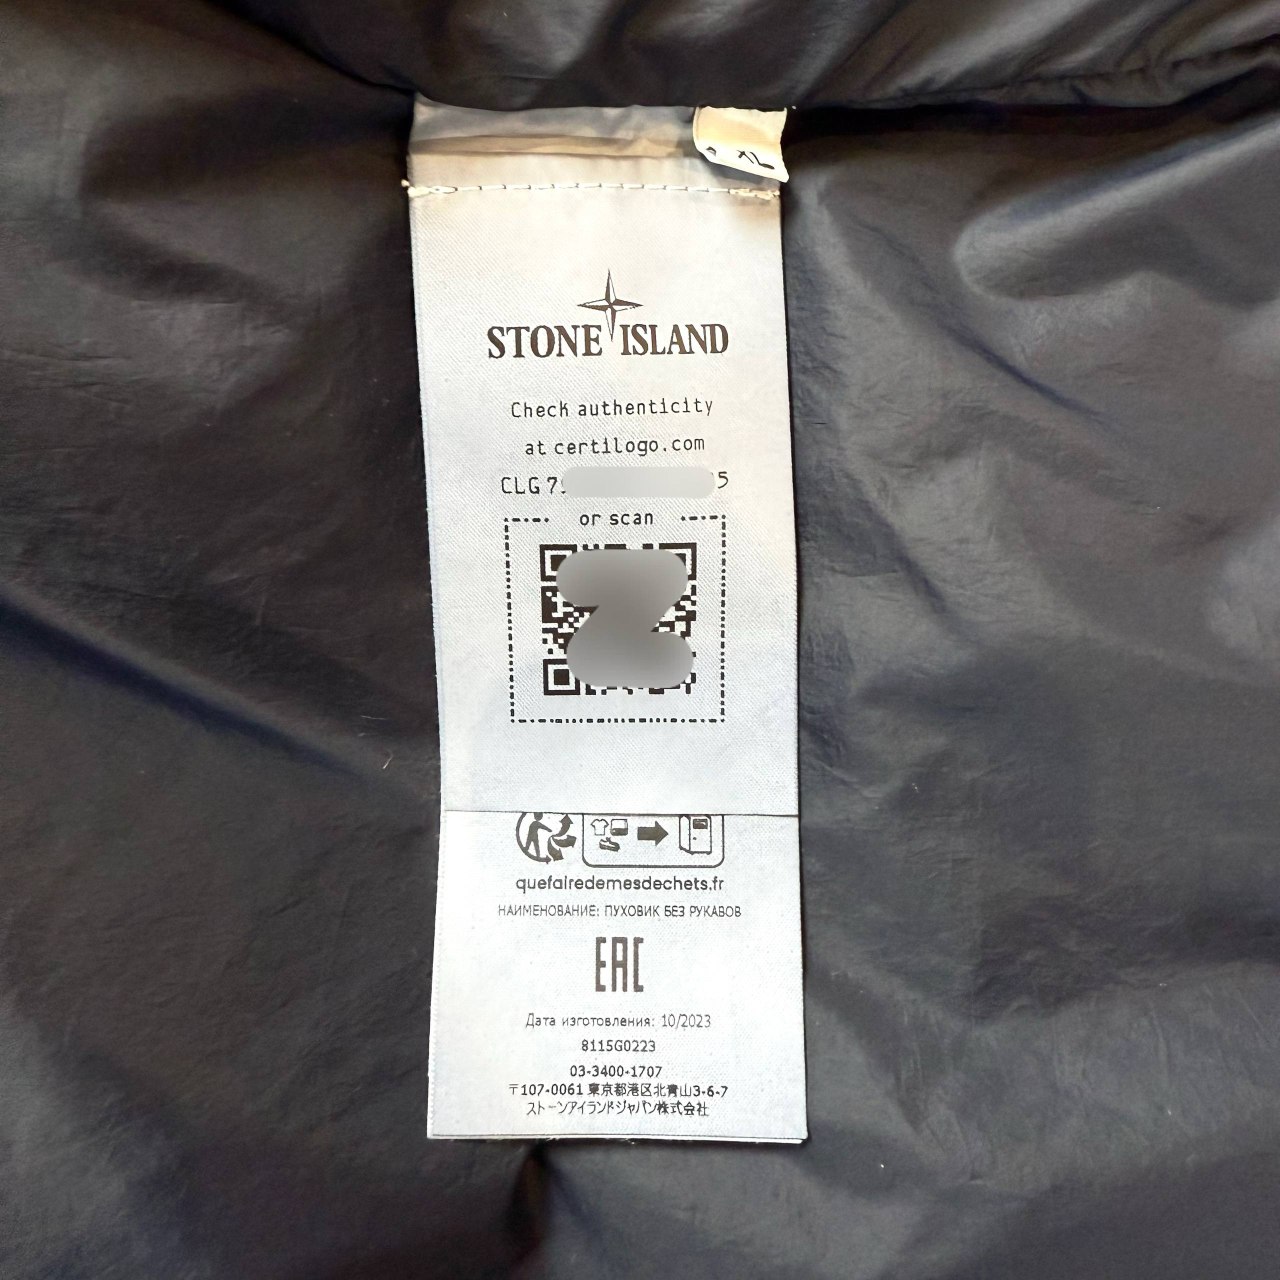 XL
STONE ISLAND
Check authenticity
at certilogo.com
CLG 7 5
or scan
quefairedemesdechets.fr
НАИМЕНОВАНИЕ: ПУХОВИК БЕЗ РУКАВОВ
EAC
Дата изготовления: 10/2023
8115G0223
03-3400-1707
〒107-0061 東京都港区北青山3-6-7
ストーンアイランドジャパン株式会社